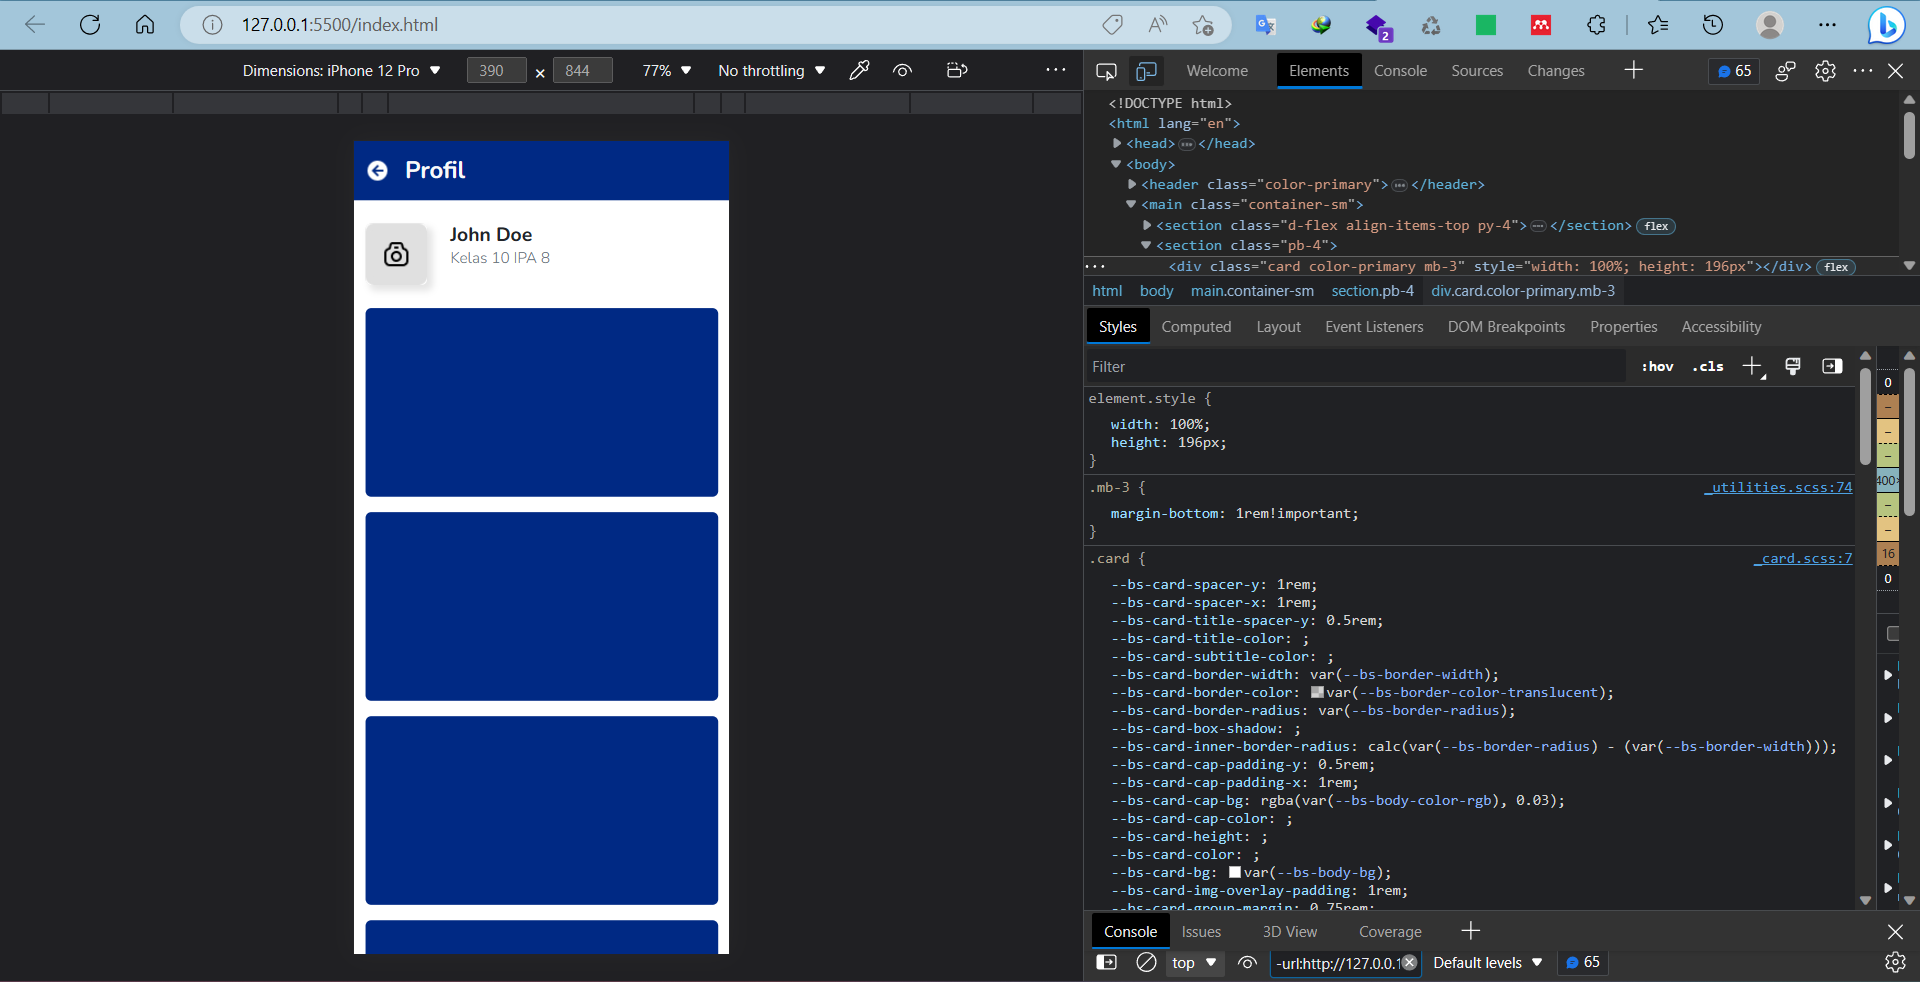 127.0.0.1:5500/index.html
2
Dimensions: iPhone 12 Pro
390 × 844
77%
No throttling
Welcome
Elements
Console
Sources
Changes
65
Profil
John Doe
Kelas 10 IPA 8
<!DOCTYPE html>
<html lang="en">
<head> ··· </head>
<body>
<header class="color-primary"> ··· </header>
<main class="container-sm">
<section class="d-flex align-items-top py-4"> ··· </section> flex
<section class="pb-4">
··· <div class="card color-primary mb-3" style="width: 100%; height: 196px"></div> flex
html body main.container-sm section.pb-4 div.card.color-primary.mb-3
Styles Computed Layout Event Listeners DOM Breakpoints Properties Accessibility
Filter
:hov .cls
element.style {
width: 100%;
height: 196px;
}
.mb-3 { _utilities.scss:74
margin-bottom: 1rem!important;
}
.card { _card.scss:7
--bs-card-spacer-y: 1rem;
--bs-card-spacer-x: 1rem;
--bs-card-title-spacer-y: 0.5rem;
--bs-card-title-color: ;
--bs-card-subtitle-color: ;
--bs-card-border-width: var(--bs-border-width);
--bs-card-border-color: var(--bs-border-color-translucent);
--bs-card-border-radius: var(--bs-border-radius);
--bs-card-box-shadow: ;
--bs-card-inner-border-radius: calc(var(--bs-border-radius) - (var(--bs-border-width)));
--bs-card-cap-padding-y: 0.5rem;
--bs-card-cap-padding-x: 1rem;
--bs-card-cap-bg: rgba(var(--bs-body-color-rgb), 0.03);
--bs-card-cap-color: ;
--bs-card-height: ;
--bs-card-color: ;
--bs-card-bg: var(--bs-body-bg);
--bs-card-img-overlay-padding: 1rem;
--bs-card-group-margin: 0.75rem;
0
–
–
–
400×
–
–
16
0
Console Issues 3D View Coverage
top
-url:http://127.0.0.1
Default levels
65